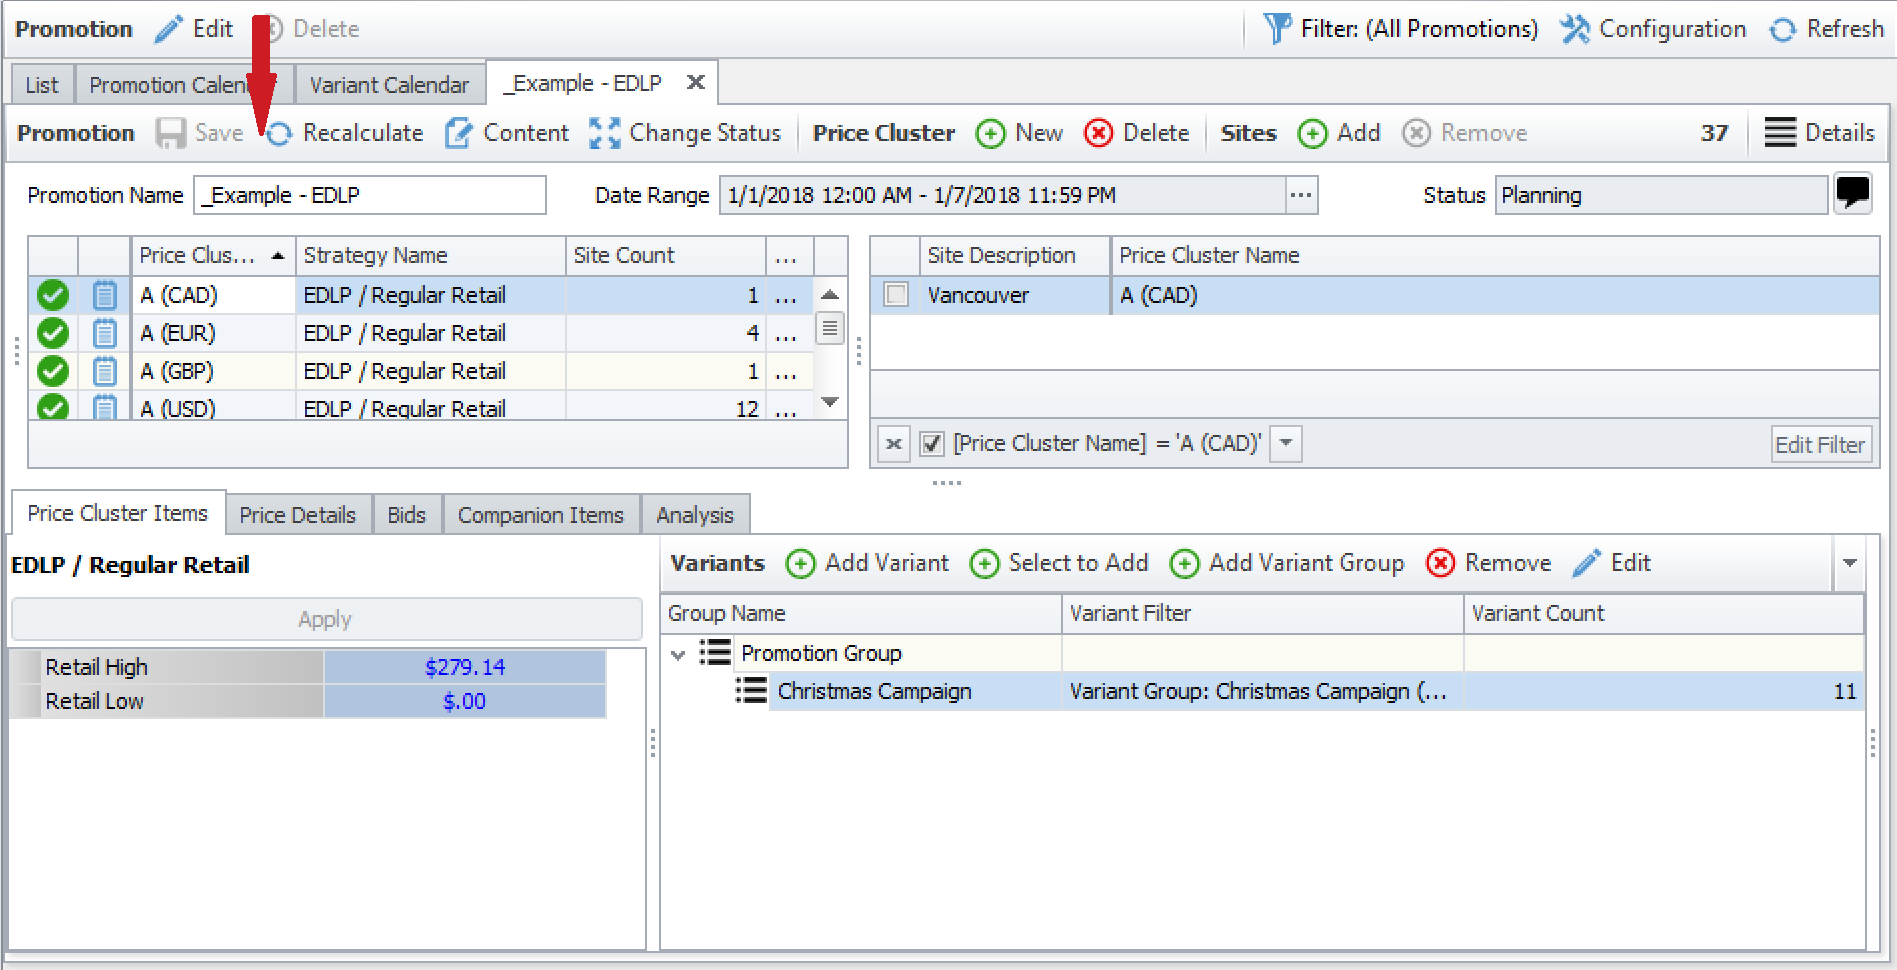 Promotion Edit Delete Filter: (All Promotions) Configuration Refresh
List Promotion Calen Variant Calendar _Example - EDLP
Promotion Save Recalculate Content Change Status Price Cluster New Delete Sites Add Remove 37 Details
Promotion Name _Example - EDLP Date Range 1/1/2018 12:00 AM - 1/7/2018 11:59 PM ... Status Planning
Price Clus... Strategy Name Site Count ... Site Description Price Cluster Name
A (CAD) EDLP / Regular Retail 1 ... Vancouver A (CAD)
A (EUR) EDLP / Regular Retail 4 ...
A (GBP) EDLP / Regular Retail 1 ...
A (USD) EDLP / Regular Retail 12 ...
[Price Cluster Name] = 'A (CAD)' Edit Filter
Price Cluster Items Price Details Bids Companion Items Analysis
EDLP / Regular Retail Variants Add Variant Select to Add Add Variant Group Remove Edit
Apply Group Name Variant Filter Variant Count
Retail High $279.14 Promotion Group
Retail Low $.00 Christmas Campaign Variant Group: Christmas Campaign (... 11